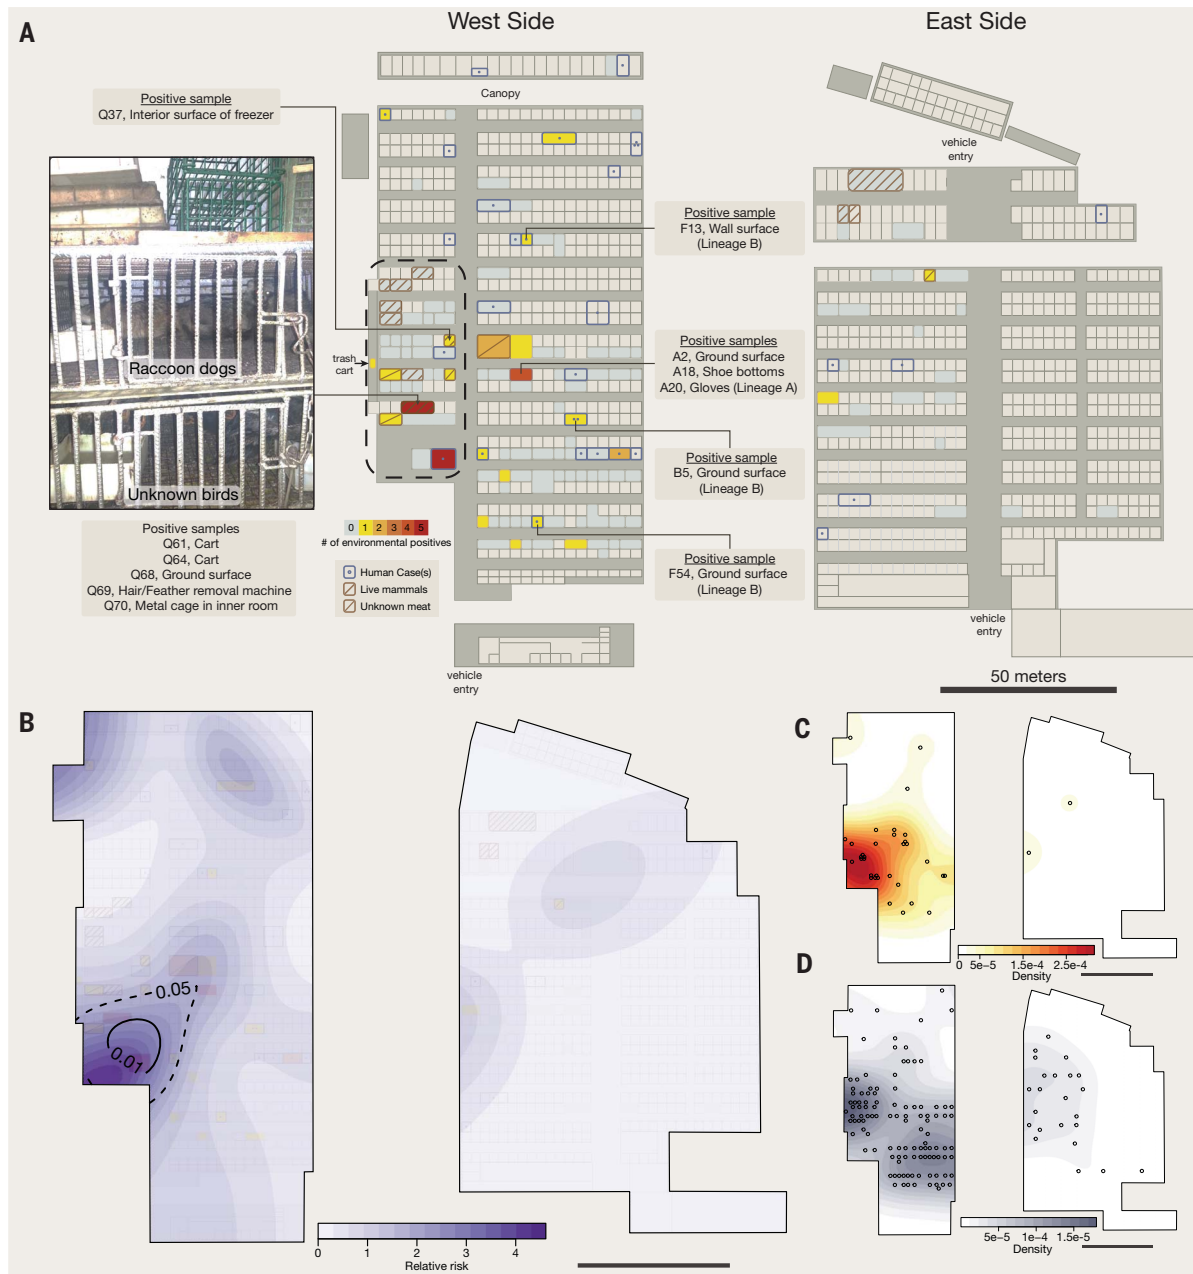 A
West Side
East Side
Canopy
Positive sample
Q37, Interior surface of freezer
vehicle
entry
Positive sample
F13, Wall surface
(Lineage B)
trash
cart
Raccoon dogs
Unknown birds
Positive samples
A2, Ground surface
A18, Shoe bottoms
A20, Gloves (Lineage A)
Positive sample
B5, Ground surface
(Lineage B)
Positive samples
Q61, Cart
Q64, Cart
Q68, Ground surface
Q69, Hair/Feather removal machine
Q70, Metal cage in inner room
0 1 2 3 4 5
# of environmental positives
Human Case(s)
Live mammals
Unknown meat
Positive sample
F54, Ground surface
(Lineage B)
vehicle
entry
vehicle
entry
50 meters
B
0.05
0.01
0 1 2 3 4
Relative risk
C
0 5e−5 1.5e−4 2.5e−4
Density
D
5e−5 1e−4 1.5e−5
Density